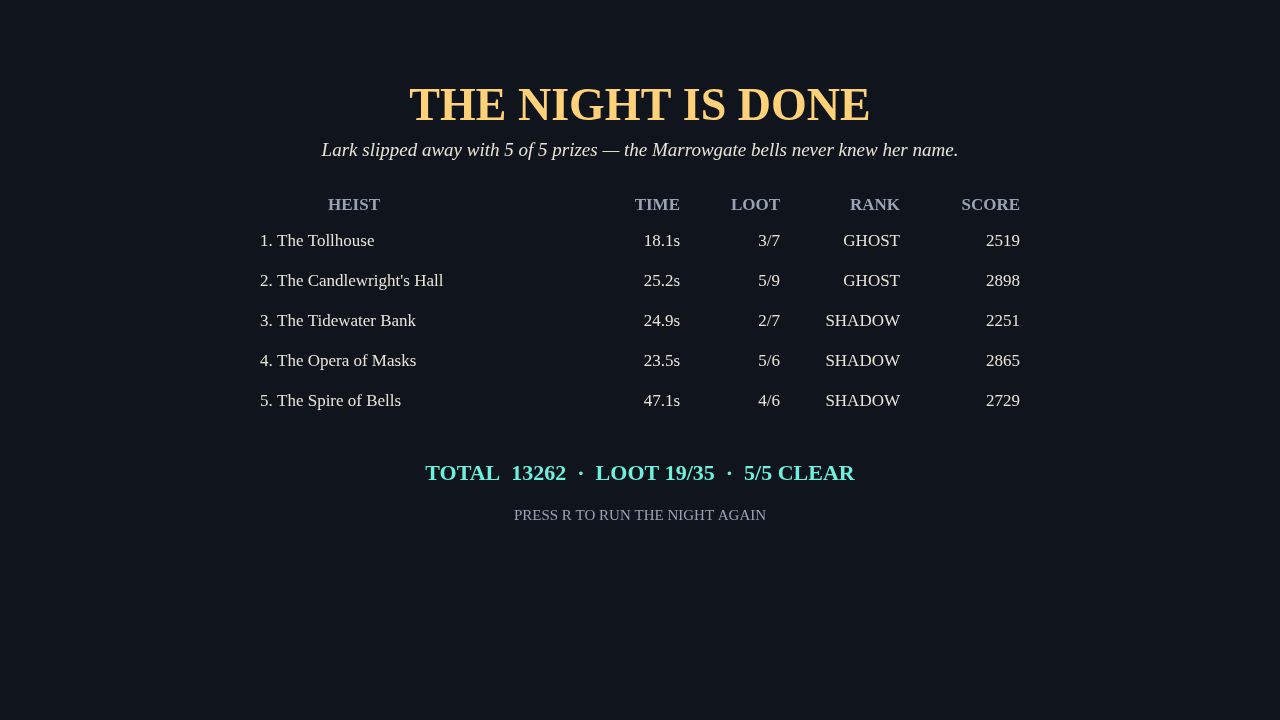 THE NIGHT IS DONE
Lark slipped away with 5 of 5 prizes — the Marrowgate bells never knew her name.
HEIST TIME LOOT RANK SCORE
1. The Tollhouse 18.1s 3/7 GHOST 2519
2. The Candlewright's Hall 25.2s 5/9 GHOST 2898
3. The Tidewater Bank 24.9s 2/7 SHADOW 2251
4. The Opera of Masks 23.5s 5/6 SHADOW 2865
5. The Spire of Bells 47.1s 4/6 SHADOW 2729
TOTAL 13262 · LOOT 19/35 · 5/5 CLEAR
PRESS R TO RUN THE NIGHT AGAIN